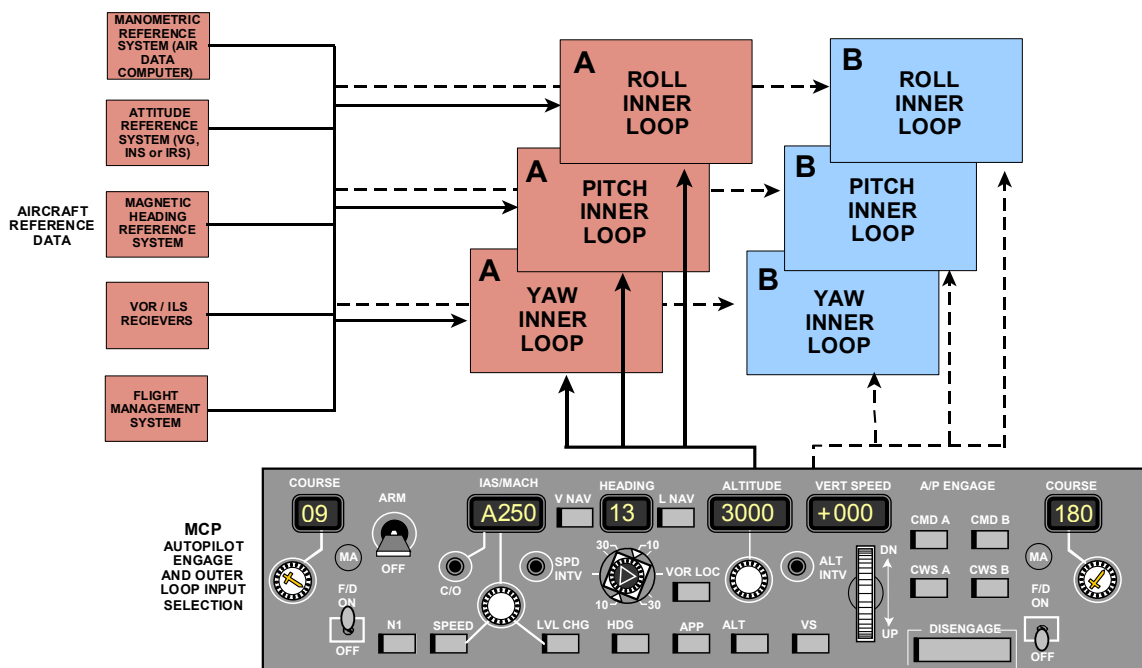 MANOMETRIC
REFERENCE
SYSTEM (AIR
DATA
COMPUTER)
ATTITUDE
REFERENCE
SYSTEM (VG,
INS or IRS)
AIRCRAFT
REFERENCE
DATA
MAGNETIC
HEADING
REFERENCE
SYSTEM
VOR / ILS
RECIEVERS
FLIGHT
MANAGEMENT
SYSTEM
A
ROLL
INNER
LOOP
A
PITCH
INNER
LOOP
A
YAW
INNER
LOOP
B
ROLL
INNER
LOOP
B
PITCH
INNER
LOOP
B
YAW
INNER
LOOP
MCP
AUTOPILOT
ENGAGE
AND OUTER
LOOP INPUT
SELECTION
COURSE
09
MA
F/D
ON
OFF
ARM
OFF
IAS/MACH
A250
C/O
SPD
INTV
N1
SPEED
LVL CHG
V NAV
HEADING
13
L NAV
30
10
10
30
VOR LOC
HDG
APP
ALTITUDE
3000
ALT
VERT SPEED
+000
ALT
INTV
VS
DN
UP
A/P ENGAGE
CMD A
CMD B
CWS A
CWS B
DISENGAGE
COURSE
180
MA
F/D
ON
OFF